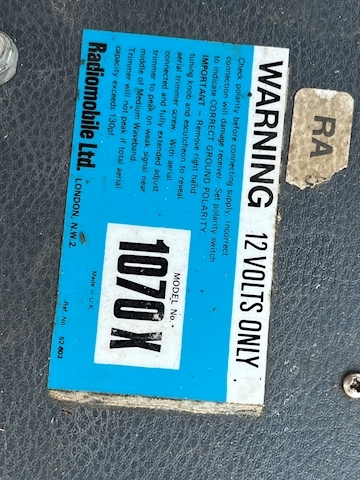 RA
WARNING 12 VOLTS ONLY
Check polarity before connecting supply. Incorrect
connection will damage receiver. Set polarity switch
to indicate CORRECT GROUND POLARITY.
IMPORTANT - Remove right hand
tuning knob and escutcheon to reveal
aerial trimmer screw. With aerial
connected and fully extended adjust
trimmer to peak on weak signal near
middle of Medium Waveband.
Trimmer will not peak if total aerial
capacity exceeds 130pf.
MODEL No.
1070X
Radiomobile Ltd. LONDON, N.W.2.
Made in U.K.
Ref. No. 52-603